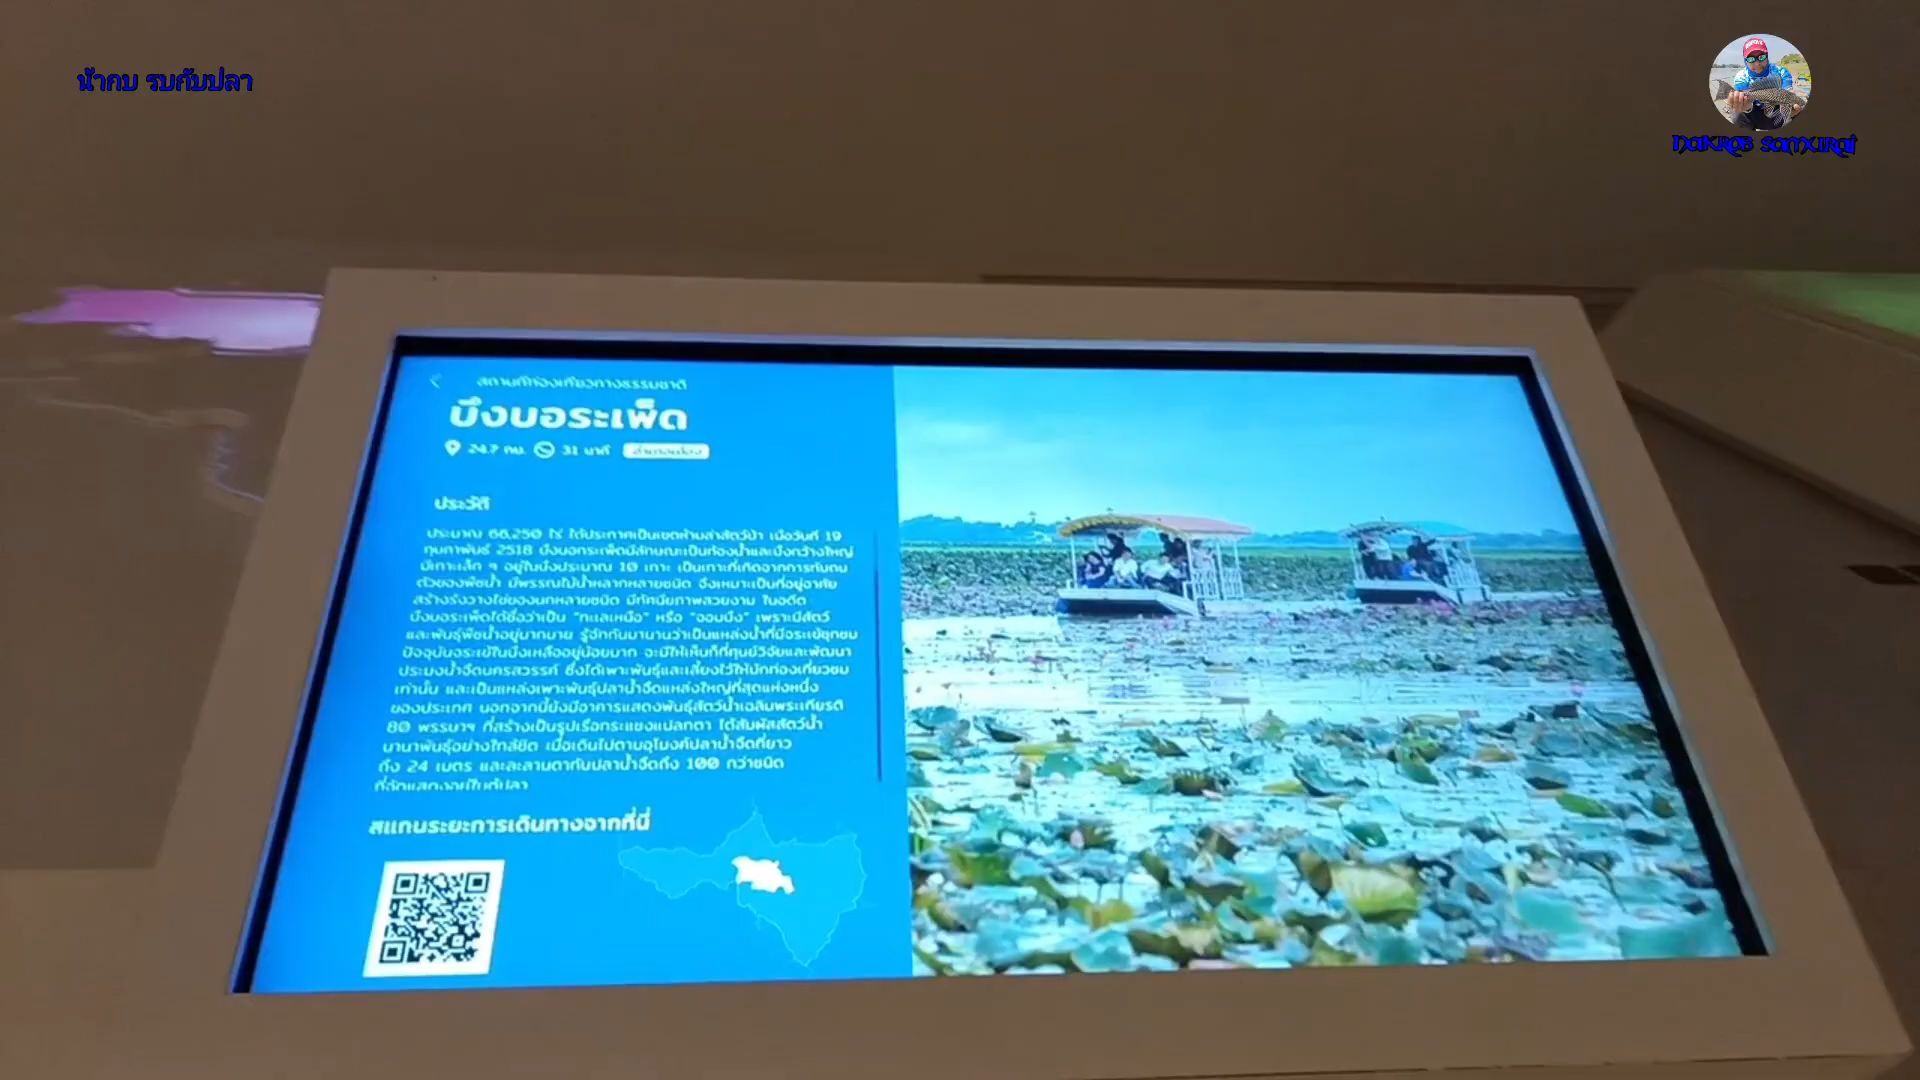 น้ากบ รบกับปลา
NAKROB SAMURAI
สถานที่ท่องเที่ยวทางธรรมชาติ
บึงบอระเพ็ด
24.7 กม. 31 นาที
ประวัติ
ประมาณ 66,250 ไร่ ได้ประกาศเป็นเขตห้ามล่าสัตว์ป่า เมื่อวันที่ 19
กุมภาพันธ์ 2518 บึงบอระเพ็ดมีลักษณะเป็นท้องน้ำและบึงกว้างใหญ่
มีเกาะเล็ก ๆ อยู่ในบึงประมาณ 10 เกาะ เป็นเกาะที่เกิดจากการทับถม
ตัวของพืชน้ำ มีพรรณไม้น้ำหลากหลายชนิด จึงเหมาะเป็นที่อยู่อาศัย
สร้างรังวางไข่ของนกหลายชนิด มีทัศนียภาพสวยงาม ในอดีต
บึงบอระเพ็ดได้ชื่อว่าเป็น "ทะเลเหนือ" หรือ "จอมบึง" เพราะมีสัตว์
และพันธุ์พืชน้ำอยู่มากมาย รู้จักกันมานานว่าเป็นแหล่งน้ำที่มีจระเข้ชุกชม
ปัจจุบันจระเข้ในบึงเหลืออยู่น้อยมาก จะมีให้เห็นก็ที่ศูนย์วิจัยและพัฒนา
ประมงน้ำจืดนครสวรรค์ ซึ่งได้เพาะพันธุ์และเลี้ยงไว้ให้นักท่องเที่ยวชม
เท่านั้น และเป็นแหล่งเพาะพันธุ์ปลาน้ำจืดแหล่งใหญ่ที่สุดแห่งหนึ่ง
ของประเทศ นอกจากนี้ยังมีอาคารแสดงพันธุ์สัตว์น้ำเฉลิมพระเกียรติ
80 พรรษาฯ ที่สร้างเป็นรูปเรือกระแชงแปลกตา ได้สัมผัสสัตว์น้ำ
นานาพันธุ์อย่างใกล้ชิด เมื่อเดินไปตามอุโมงค์ปลาน้ำจืดที่ยาว
ถึง 24 เมตร และละลานตากับปลาน้ำจืดถึง 100 กว่าชนิด
ที่จัดแสดงอยู่ในตู้ปลา
สแกนระยะการเดินทางจากที่นี่